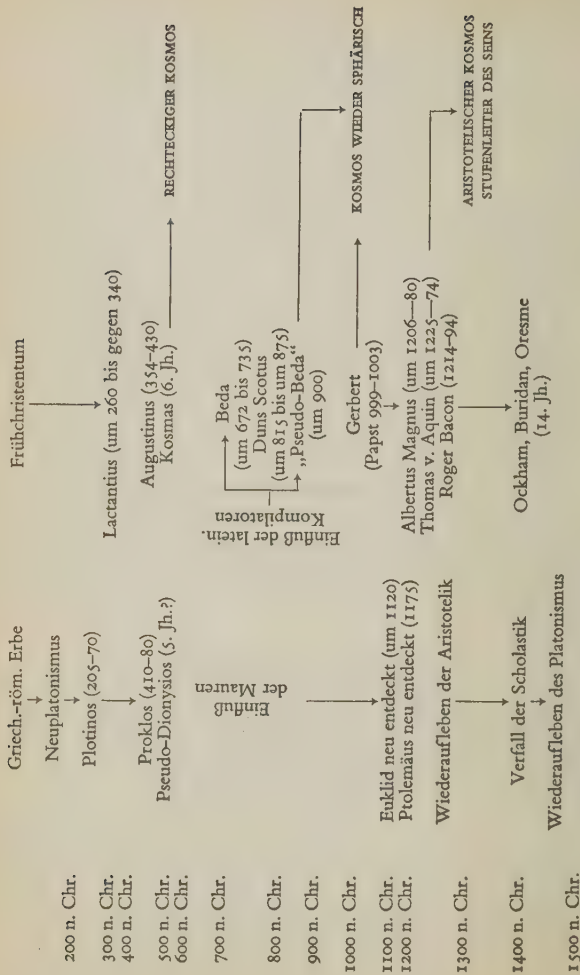 200 n. Chr.
300 n. Chr.
400 n. Chr.
500 n. Chr.
600 n. Chr.
700 n. Chr.
800 n. Chr.
900 n. Chr.
1000 n. Chr.
1100 n. Chr.
1200 n. Chr.
1300 n. Chr.
1400 n. Chr.
1500 n. Chr.
Griech.-röm. Erbe
Neuplatonismus
Plotinos (205–70)
Proklos (410–80)
Pseudo-Dionysios (5. Jh.?)
Einfluß
der Mauren
Euklid neu entdeckt (um 1120)
Ptolemäus neu entdeckt (1175)
Wiederaufleben der Aristotelik
Verfall der Scholastik
Wiederaufleben des Platonismus
Frühchristentum
Lactantius (um 260 bis gegen 340)
Augustinus (354–430)
Kosmas (6. Jh.)
Einfluß der latein.
Kompilatoren
Beda
(um 672 bis 735)
Duns Scotus
(um 815 bis um 875)
„Pseudo-Beda“
(um 900)
Gerbert
(Papst 999–1003)
Albertus Magnus (um 1206—80)
Thomas v. Aquin (um 1225—74)
Roger Bacon (1214-94)
Ockham, Buridan, Oresme
(14. Jh.)
RECHTECKIGER KOSMOS
KOSMOS WIEDER SPHÄRISCH
ARISTOTELISCHER KOSMOS
STUFENLEITER DES SEINS